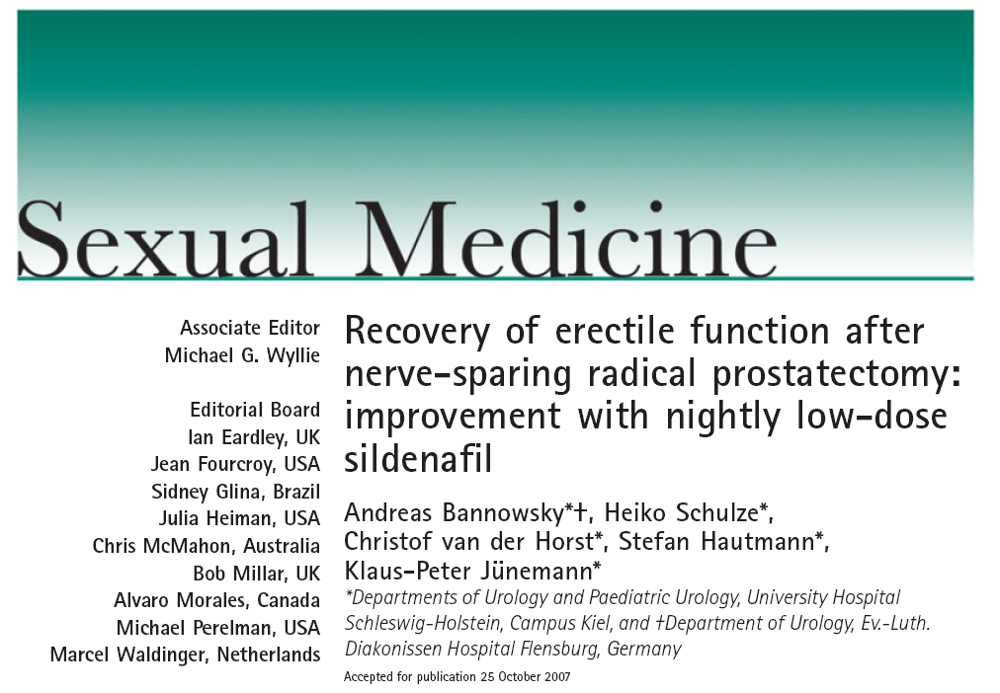 Sexual Medicine
Associate Editor
Michael G. Wyllie
Editorial Board
Ian Eardley, UK
Jean Fourcroy, USA
Sidney Glina, Brazil
Julia Heiman, USA
Chris McMahon, Australia
Bob Millar, UK
Alvaro Morales, Canada
Michael Perelman, USA
Marcel Waldinger, Netherlands
Recovery of erectile function after
nerve-sparing radical prostatectomy:
improvement with nightly low-dose
sildenafil
Andreas Bannowsky*†, Heiko Schulze*,
Christof van der Horst*, Stefan Hautmann*,
Klaus-Peter Jünemann*
*Departments of Urology and Paediatric Urology, University Hospital
Schleswig-Holstein, Campus Kiel, and †Department of Urology, Ev.-Luth.
Diakonissen Hospital Flensburg, Germany
Accepted for publication 25 October 2007